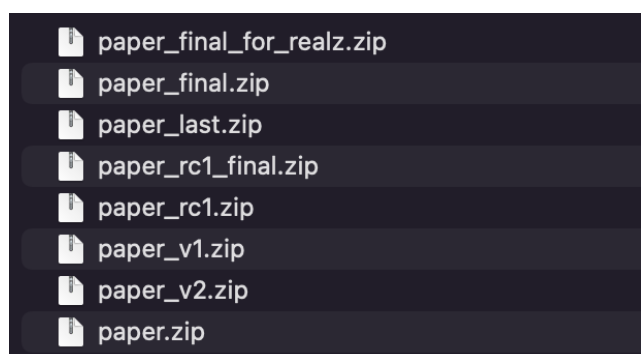 paper_final_for_realz.zip
paper_final.zip
paper_last.zip
paper_rc1_final.zip
paper_rc1.zip
paper_v1.zip
paper_v2.zip
paper.zip